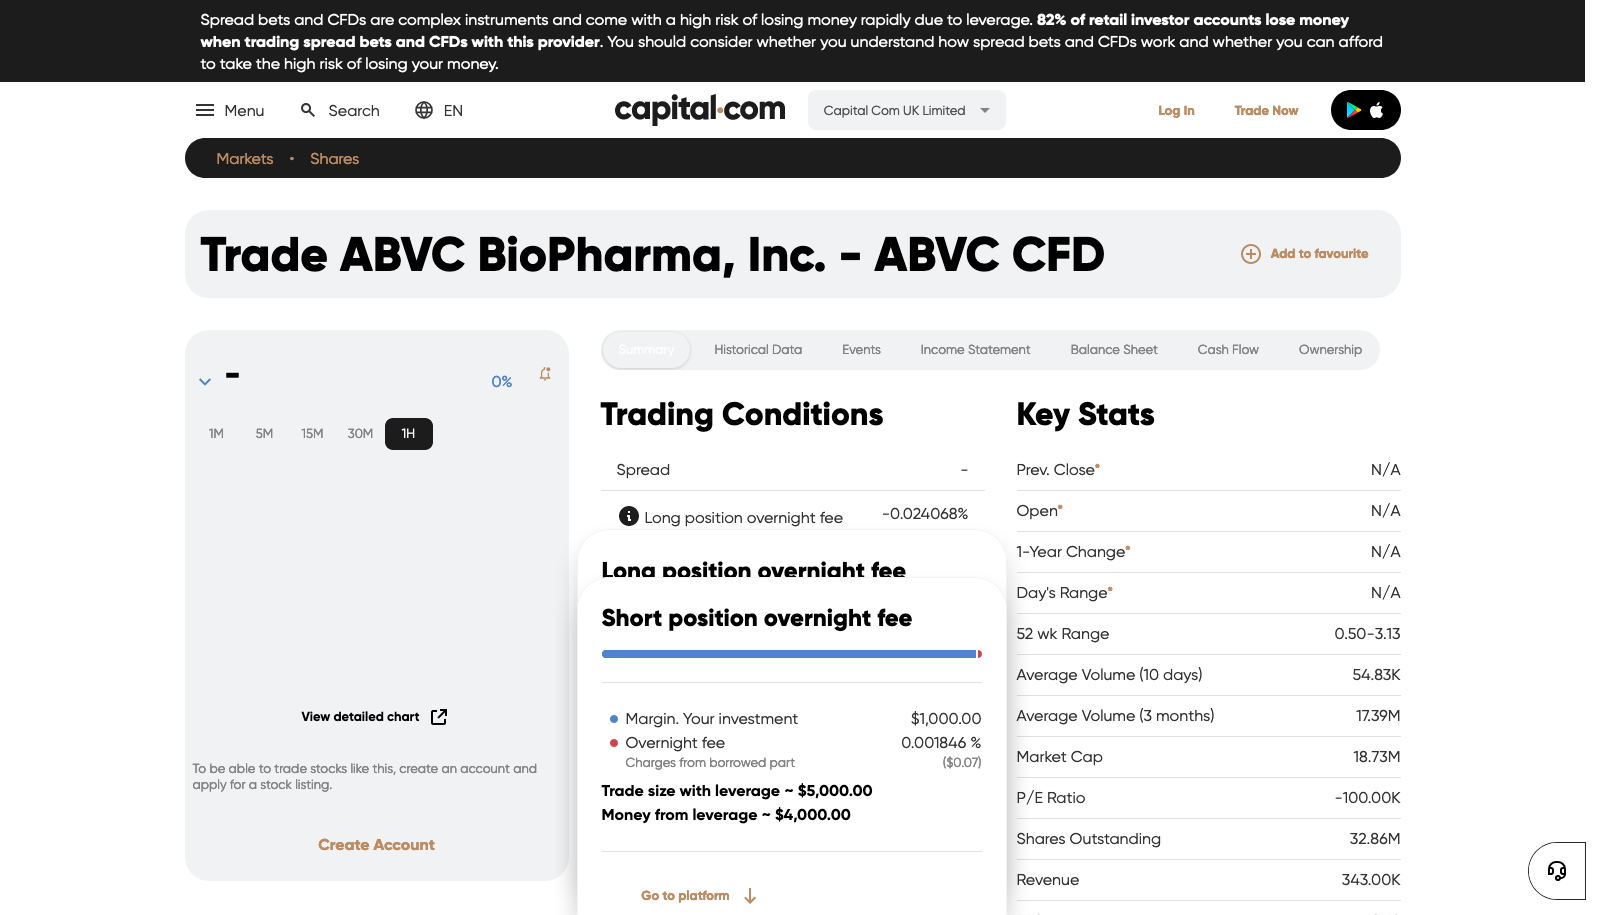 Spread bets and CFDs are complex instruments and come with a high risk of losing money rapidly due to leverage. 82% of retail investor accounts lose money
when trading spread bets and CFDs with this provider. You should consider whether you understand how spread bets and CFDs work and whether you can afford
to take the high risk of losing your money.
Menu Search EN capital.com Capital Com UK Limited Log In Trade Now
Markets • Shares
Trade ABVC BioPharma, Inc. - ABVC CFD Add to favourite
- 0%
1M 5M 15M 30M 1H
View detailed chart
To be able to trade stocks like this, create an account and
apply for a stock listing.
Create Account
Summary Historical Data Events Income Statement Balance Sheet Cash Flow Ownership
Trading Conditions
Spread -
Long position overnight fee -0.024068%
Long position overnight fee
Short position overnight fee
Margin. Your investment $1,000.00
Overnight fee 0.001846 %
Charges from borrowed part ($0.07)
Trade size with leverage ~ $5,000.00
Money from leverage ~ $4,000.00
Go to platform
Key Stats
Prev. Close* N/A
Open* N/A
1-Year Change* N/A
Day's Range* N/A
52 wk Range 0.50-3.13
Average Volume (10 days) 54.83K
Average Volume (3 months) 17.39M
Market Cap 18.73M
P/E Ratio -100.00K
Shares Outstanding 32.86M
Revenue 343.00K